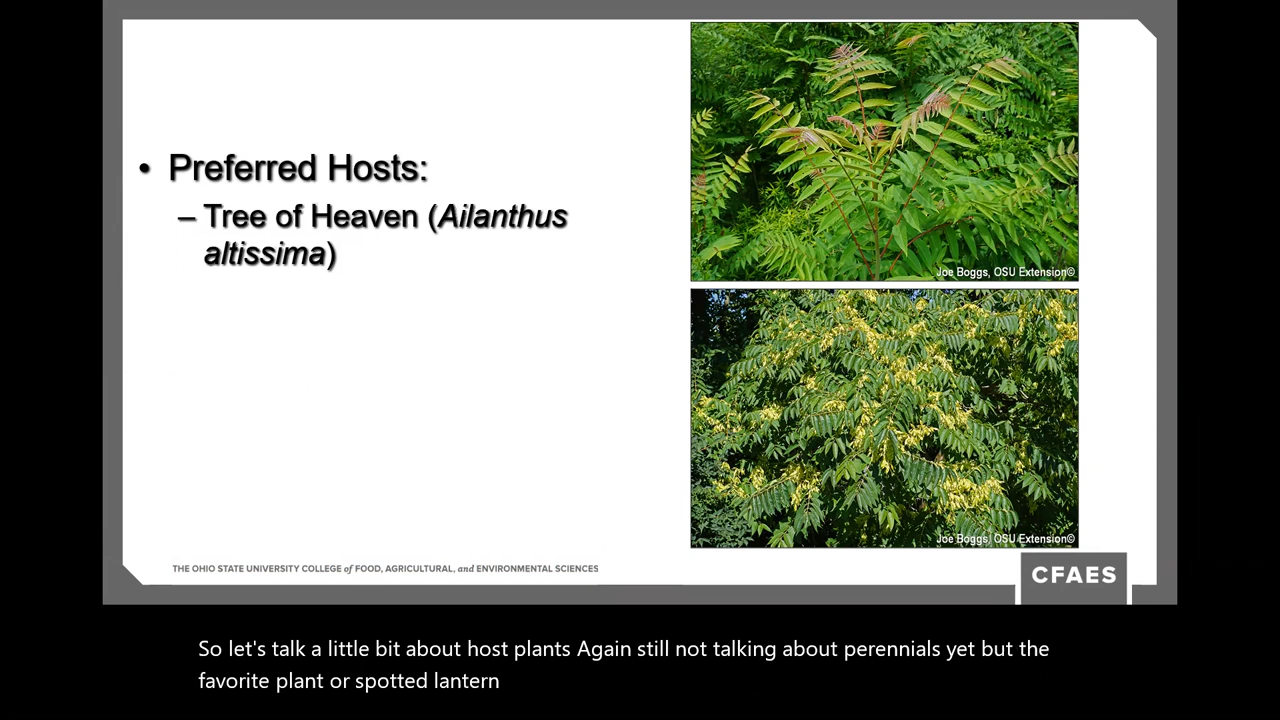 • Preferred Hosts:
– Tree of Heaven (Ailanthus
altissima)
Joe Boggs, OSU Extension©
Joe Boggs, OSU Extension©
THE OHIO STATE UNIVERSITY COLLEGE of FOOD, AGRICULTURAL, and ENVIRONMENTAL SCIENCES
CFAES
So let's talk a little bit about host plants Again still not talking about perennials yet but the
favorite plant or spotted lantern